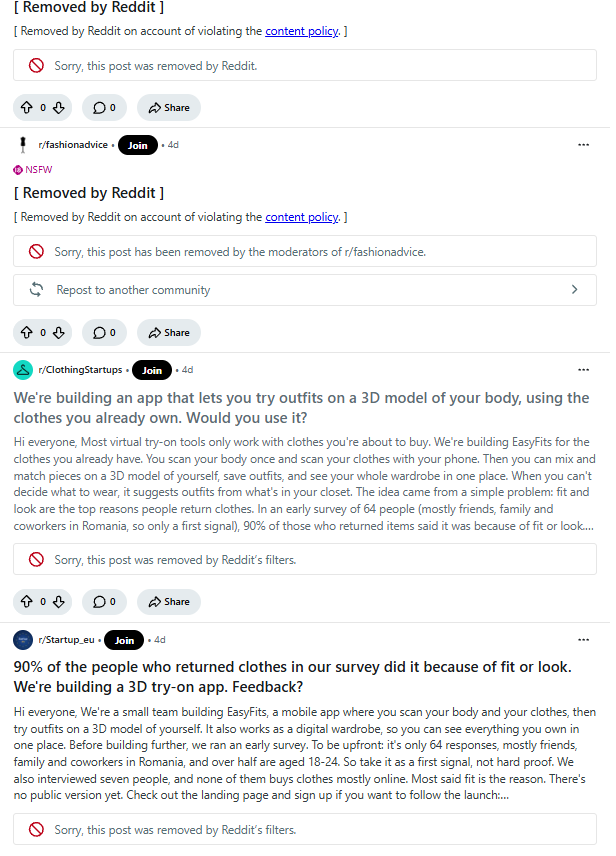 [ Removed by Reddit ]
[ Removed by Reddit on account of violating the content policy. ]
Sorry, this post was removed by Reddit.
0 0 Share
r/fashionadvice • Join • 4d
NSFW
[ Removed by Reddit ]
[ Removed by Reddit on account of violating the content policy. ]
Sorry, this post has been removed by the moderators of r/fashionadvice.
Repost to another community
0 0 Share
r/ClothingStartups • Join • 4d
We're building an app that lets you try outfits on a 3D model of your body, using the
clothes you already own. Would you use it?
Hi everyone, Most virtual try-on tools only work with clothes you're about to buy. We're building EasyFits for the
clothes you already have. You scan your body once and scan your clothes with your phone. Then you can mix and
match pieces on a 3D model of yourself, save outfits, and see your whole wardrobe in one place. When you can't
decide what to wear, it suggests outfits from what's in your closet. The idea came from a simple problem: fit and
look are the top reasons people return clothes. In an early survey of 64 people (mostly friends, family and
coworkers in Romania, so only a first signal), 90% of those who returned items said it was because of fit or look....
Sorry, this post was removed by Reddit's filters.
0 0 Share
r/Startup_eu • Join • 4d
90% of the people who returned clothes in our survey did it because of fit or look.
We're building a 3D try-on app. Feedback?
Hi everyone, We're a small team building EasyFits, a mobile app where you scan your body and your clothes, then
try outfits on a 3D model of yourself. It also works as a digital wardrobe, so you can see everything you own in
one place. Before building further, we ran an early survey. To be upfront: it's only 64 responses, mostly friends,
family and coworkers in Romania, and over half are aged 18-24. So take it as a first signal, not hard proof. We
also interviewed seven people, and none of them buys clothes mostly online. Most said fit is the reason. There's
no public version yet. Check out the landing page and sign up if you want to follow the launch:...
Sorry, this post was removed by Reddit's filters.